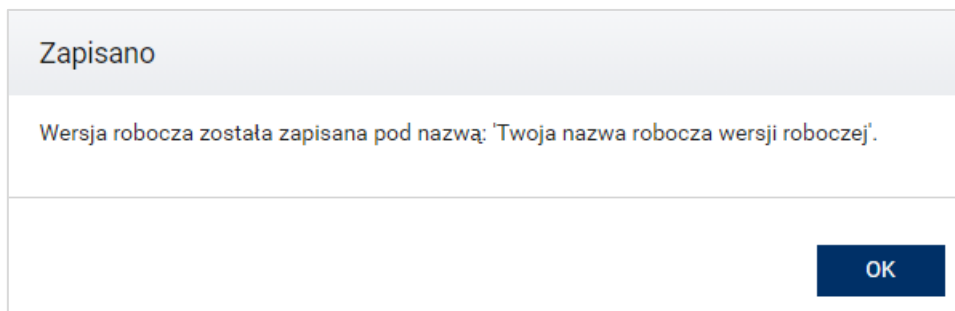 Zapisano
Wersja robocza została zapisana pod nazwą: 'Twoja nazwa robocza wersji roboczej'.
OK